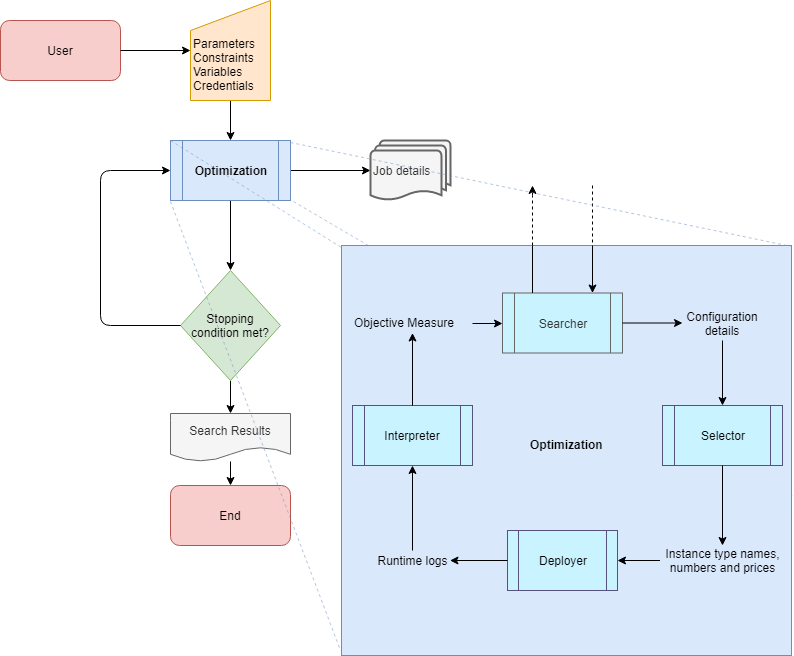 User
Parameters
Constraints
Variables
Credentials
Optimization
Job details
Stopping
condition met?
Search Results
End
Objective Measure
Searcher
Configuration
details
Interpreter
Optimization
Selector
Runtime logs
Deployer
Instance type names,
numbers and prices